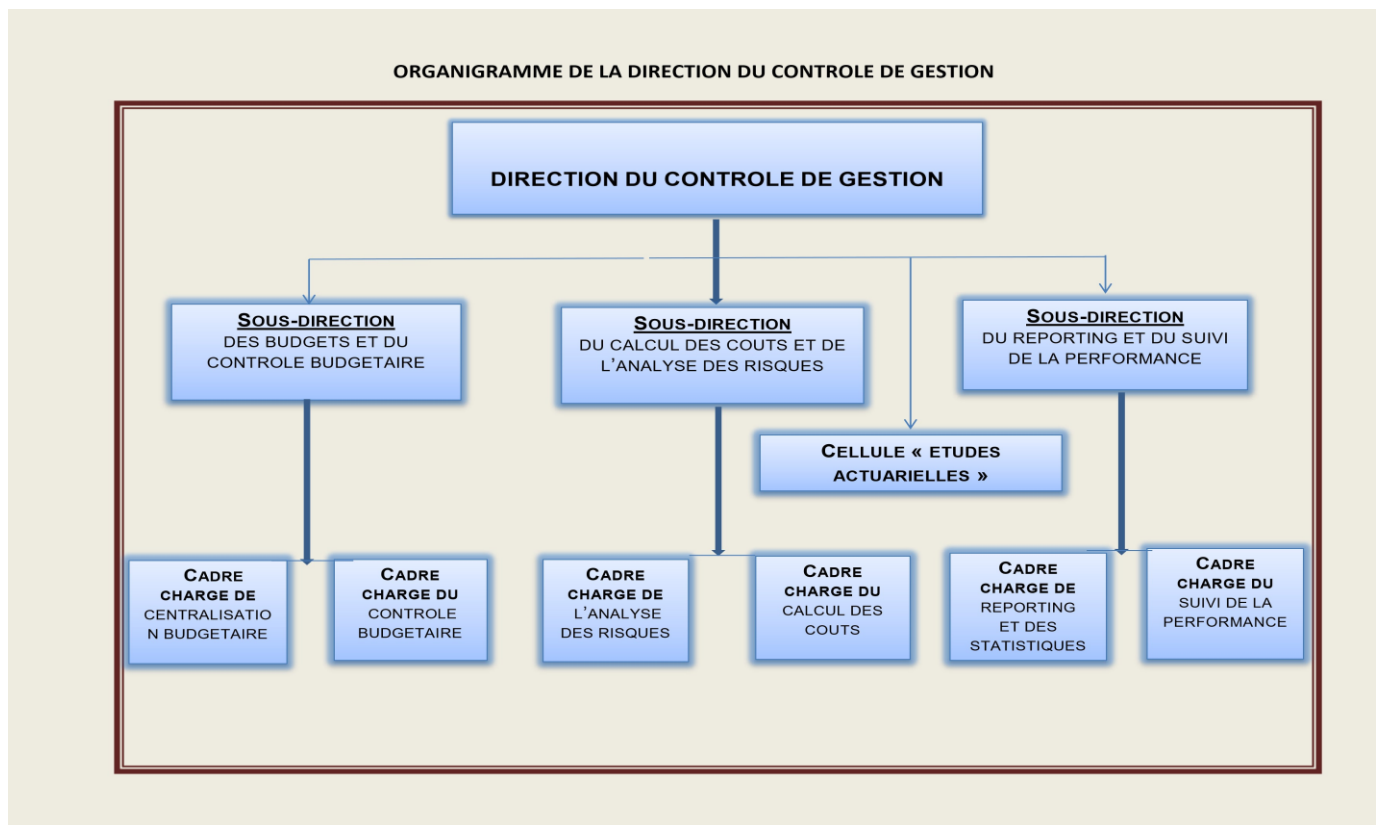 ORGANIGRAMME DE LA DIRECTION DU CONTROLE DE GESTION
DIRECTION DU CONTROLE DE GESTION
SOUS-DIRECTION
DES BUDGETS ET DU
CONTROLE BUDGETAIRE
SOUS-DIRECTION
DU CALCUL DES COUTS ET DE
L'ANALYSE DES RISQUES
SOUS-DIRECTION
DU REPORTING ET DU SUIVI
DE LA PERFORMANCE
CELLULE « ETUDES
ACTUARIELLES »
CADRE
CHARGE DE
CENTRALISATIO
N BUDGETAIRE
CADRE
CHARGE DU
CONTROLE
BUDGETAIRE
CADRE
CHARGE DE
L'ANALYSE
DES RISQUES
CADRE
CHARGE DU
CALCUL DES
COUTS
CADRE
CHARGE DE
REPORTING
ET DES
STATISTIQUES
CADRE
CHARGE DU
SUIVI DE LA
PERFORMANCE